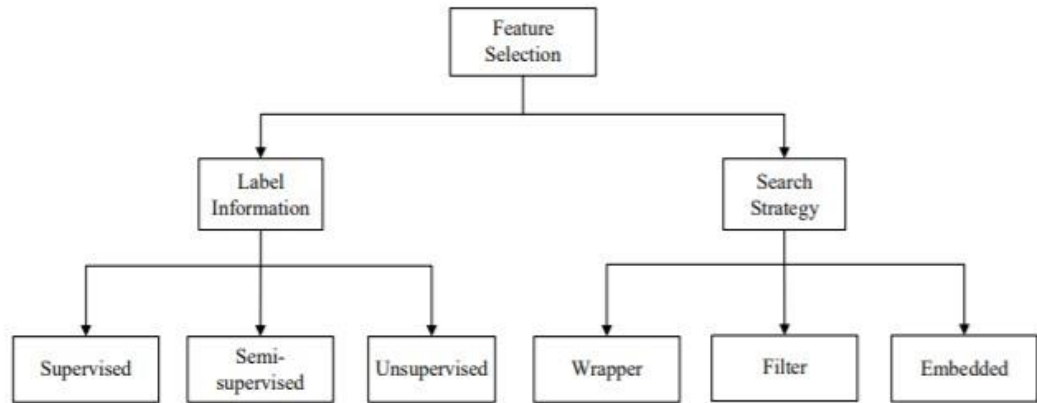 Feature
Selection
Label
Information
Search
Strategy
Supervised
Semi-
supervised
Unsupervised
Wrapper
Filter
Embedded